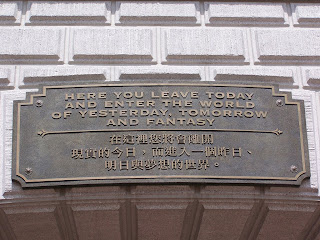 HERE YOU LEAVE TODAY
AND ENTER THE WORLD
OF YESTERDAY, TOMORROW
AND FANTASY
在這裡您將會離開
現實的今日、而進入一個昨日、
明日與夢想的世界。